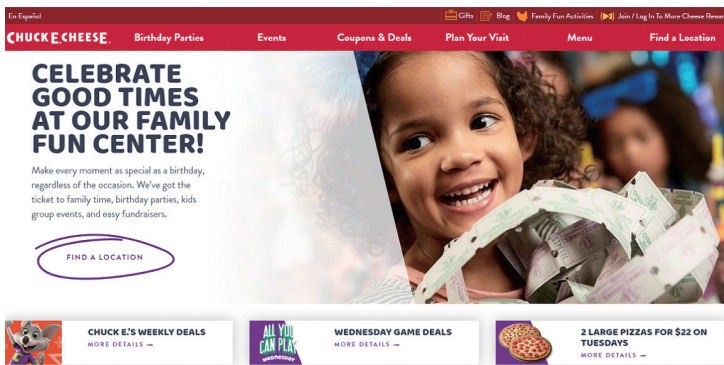 En Español
Gifts Blog Family Fun Activities Join / Log In To More Cheese Rewa
CHUCK E. CHEESE. Birthday Parties Events Coupons & Deals Plan Your Visit Menu Find a Location
CELEBRATE
GOOD TIMES
AT OUR FAMILY
FUN CENTER!
Make every moment as special as a birthday,
regardless of the occasion. We've got the
ticket to family time, birthday parties, kids
group events, and easy fundraisers.
FIND A LOCATION
CHUCK E.'S WEEKLY DEALS
MORE DETAILS
ALL YOU
CAN PLAY
WEDNESDAY
WEDNESDAY GAME DEALS
MORE DETAILS
2 LARGE PIZZAS FOR $22 ON
TUESDAYS
MORE DETAILS